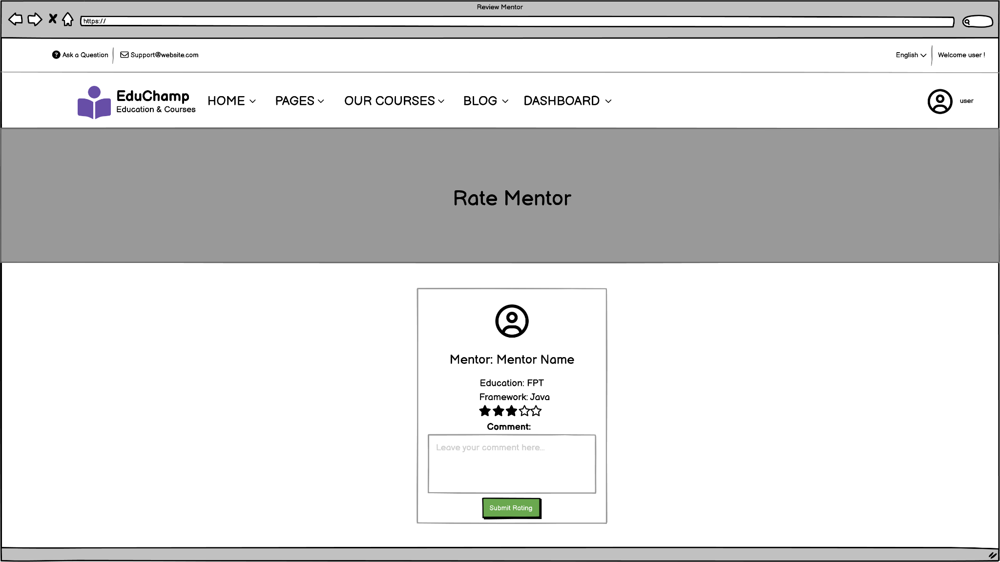 Review Mentor
https://
Ask a Question
Support@website.com
English
Welcome user !
EduChamp
Education & Courses
HOME
PAGES
OUR COURSES
BLOG
DASHBOARD
user
Rate Mentor
Mentor: Mentor Name
Education: FPT
Framework: Java
Comment:
Leave your comment here...
Submit Rating